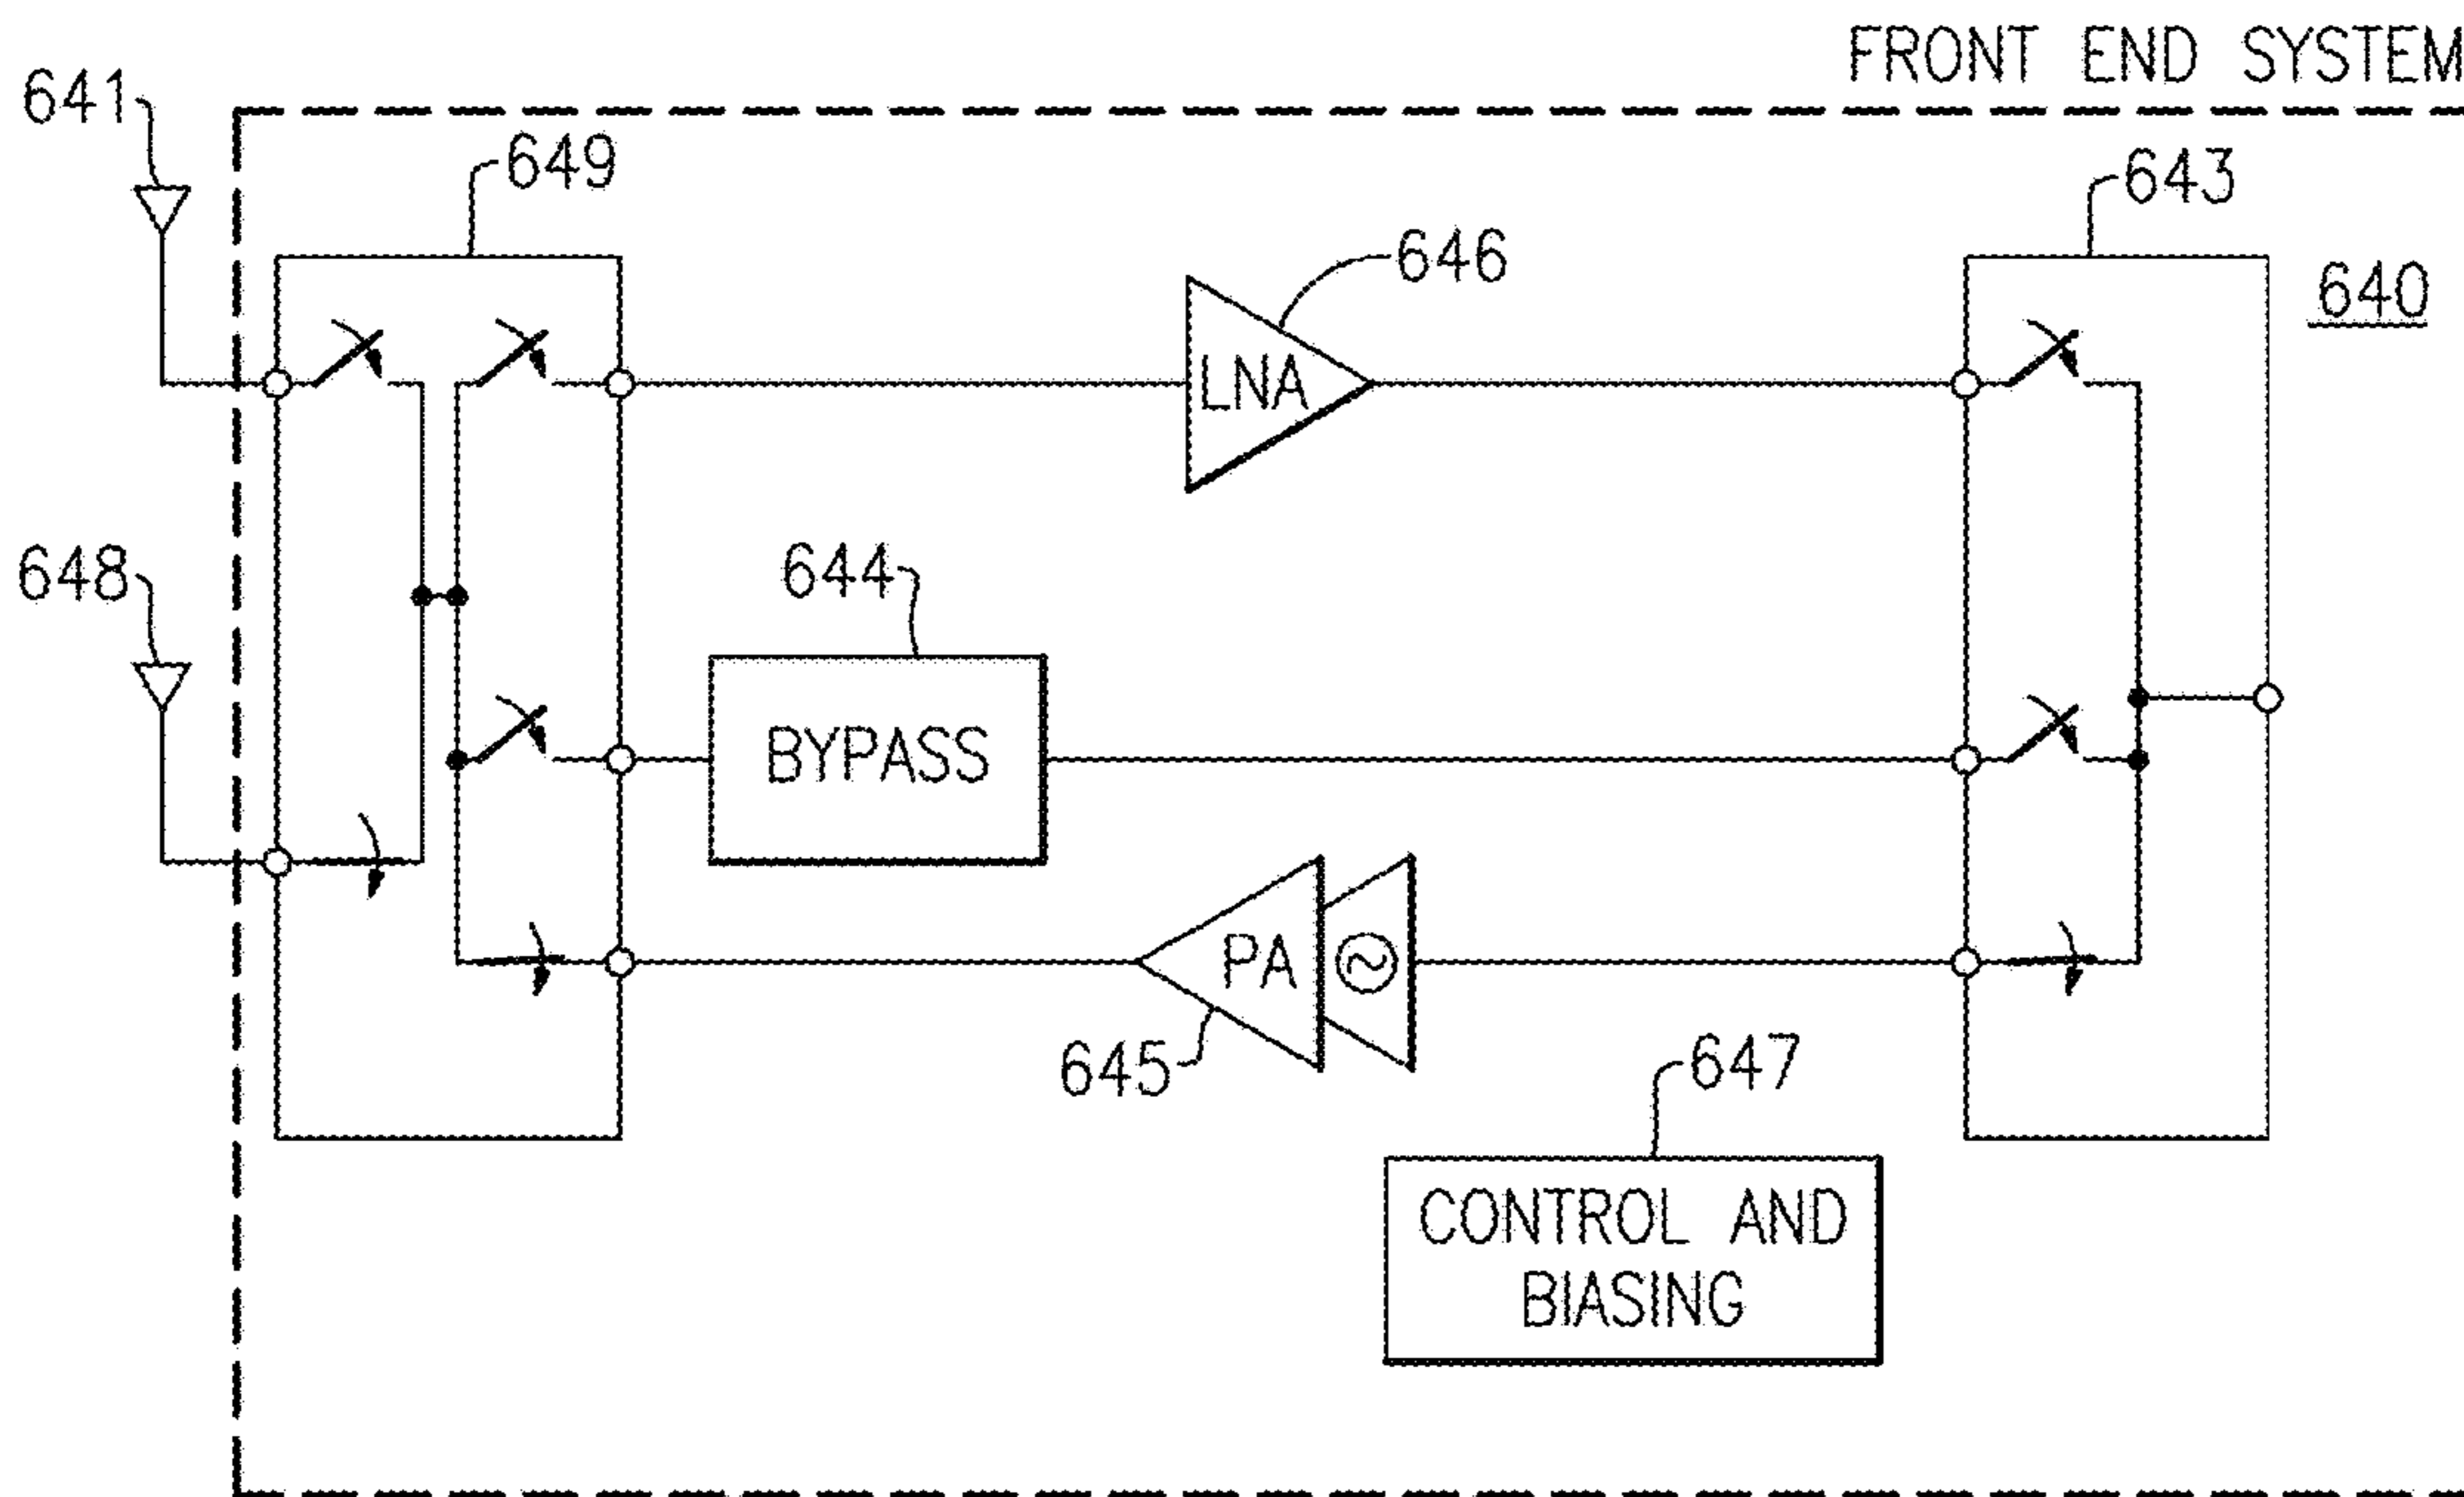 FRONT END SYSTEM
641
649
643
646
640
LNA
648
644
BYPASS
PA
645
647
CONTROL AND
BIASING